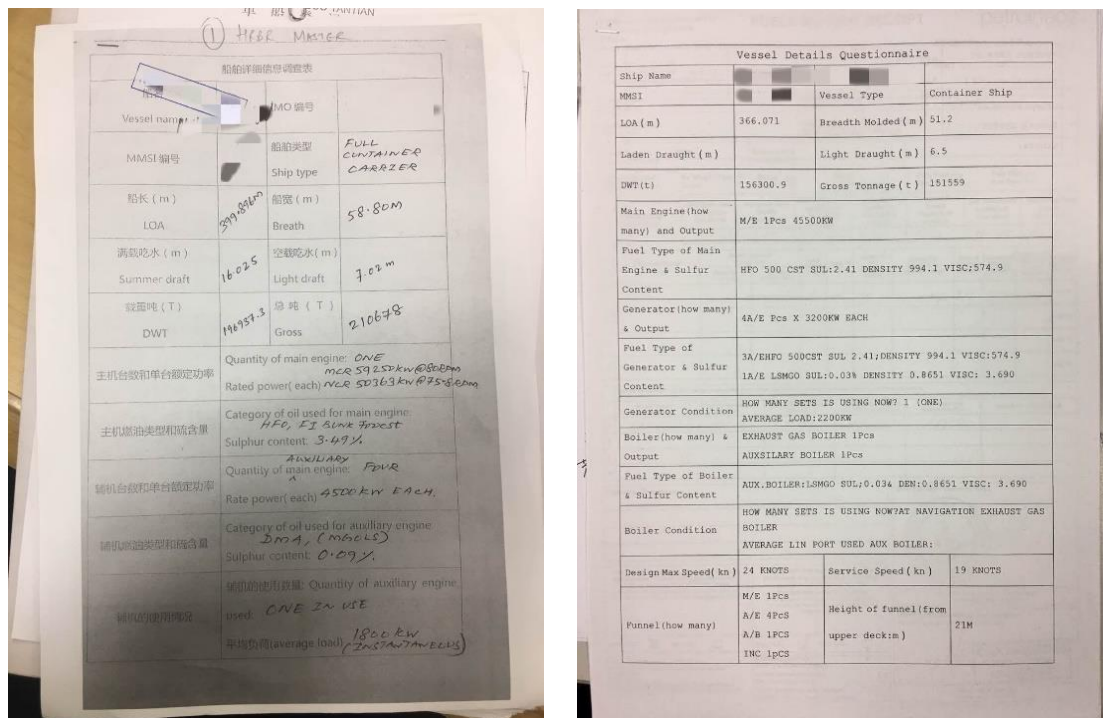 YANTIAN
① HFGR MASTER
船舶详细信息调查表
Vessel name
IMO 编号
MMSI 编号
船舶类型
Ship type
FULL
CONTAINER
CARRIER
船长（m）
LOA
399.896m
船宽（m）
Breath
58.80M
满载吃水（m）
Summer draft
16.025
空载吃水(m)
Light draft
7.02 m
载重吨（T）
DWT
196957.3
总 吨 （ T ）
Gross
210678
主机台数和单台额定功率
Quantity of main engine: ONE
MCR 59250KW@80RPM
Rated power( each) NCR 50363KW@75.8RPM
主机燃油类型和硫含量
Category of oil used for main engine:
HFO,
Sulphur content: 3.49%.
辅机台数和单台额定功率
AUXILIARY
Quantity of main engine: FOUR
Rate power( each) 4500KW EACH.
辅机燃油类型和硫含量
Category of oil used for auxiliary engine
DMA, (MGOLS)
Sulphur content: 0.09%.
辅机的使用情况
辅机的使用数量: Quantity of auxiliary engine
used: ONE IN USE
平均负荷(average load) 1800KW
(INSTANTANEOUS)
Vessel Details Questionnaire
Ship Name
MMSI
Vessel Type
Container Ship
LOA(m)
366.071
Breadth Molded(m)
51.2
Laden Draught(m)
Light Draught(m)
6.5
DWT(t)
156300.9
Gross Tonnage(t)
151559
Main Engine(how
many) and Output
M/E 1Pcs 45500KW
Fuel Type of Main
Engine & Sulfur
Content
HFO 500 CST SUL:2.41 DENSITY 994.1 VISC;574.9
Generator(how many)
& Output
4A/E Pcs X 3200KW EACH
Fuel Type of
Generator & Sulfur
Content
3A/EHFO 500CST SUL 2.41;DENSITY 994.1 VISC:574.9
1A/E LSMGO SUL:0.03% DENSITY 0.8651 VISC: 3.690
Generator Condition
HOW MANY SETS IS USING NOW? 1 (ONE)
AVERAGE LOAD:2200KW
Boiler(how many) &
Output
EXHAUST GAS BOILER 1Pcs
AUXSILARY BOILER 1Pcs
Fuel Type of Boiler
& Sulfur Content
AUX.BOILER:LSMGO SUL;0.03% DEN:0.8651 VISC: 3.690
Boiler Condition
HOW MANY SETS IS USING NOW?AT NAVIGATION EXHAUST GAS
BOILER
AVERAGE LIN PORT USED AUX BOILER:
Design Max Speed(kn)
24 KNOTS
Service Speed(kn)
19 KNOTS
Funnel(how many)
M/E 1Pcs
A/E 4PcS
A/B 1PCS
INC 1pCS
Height of funnel(from
upper deck:m)
21M